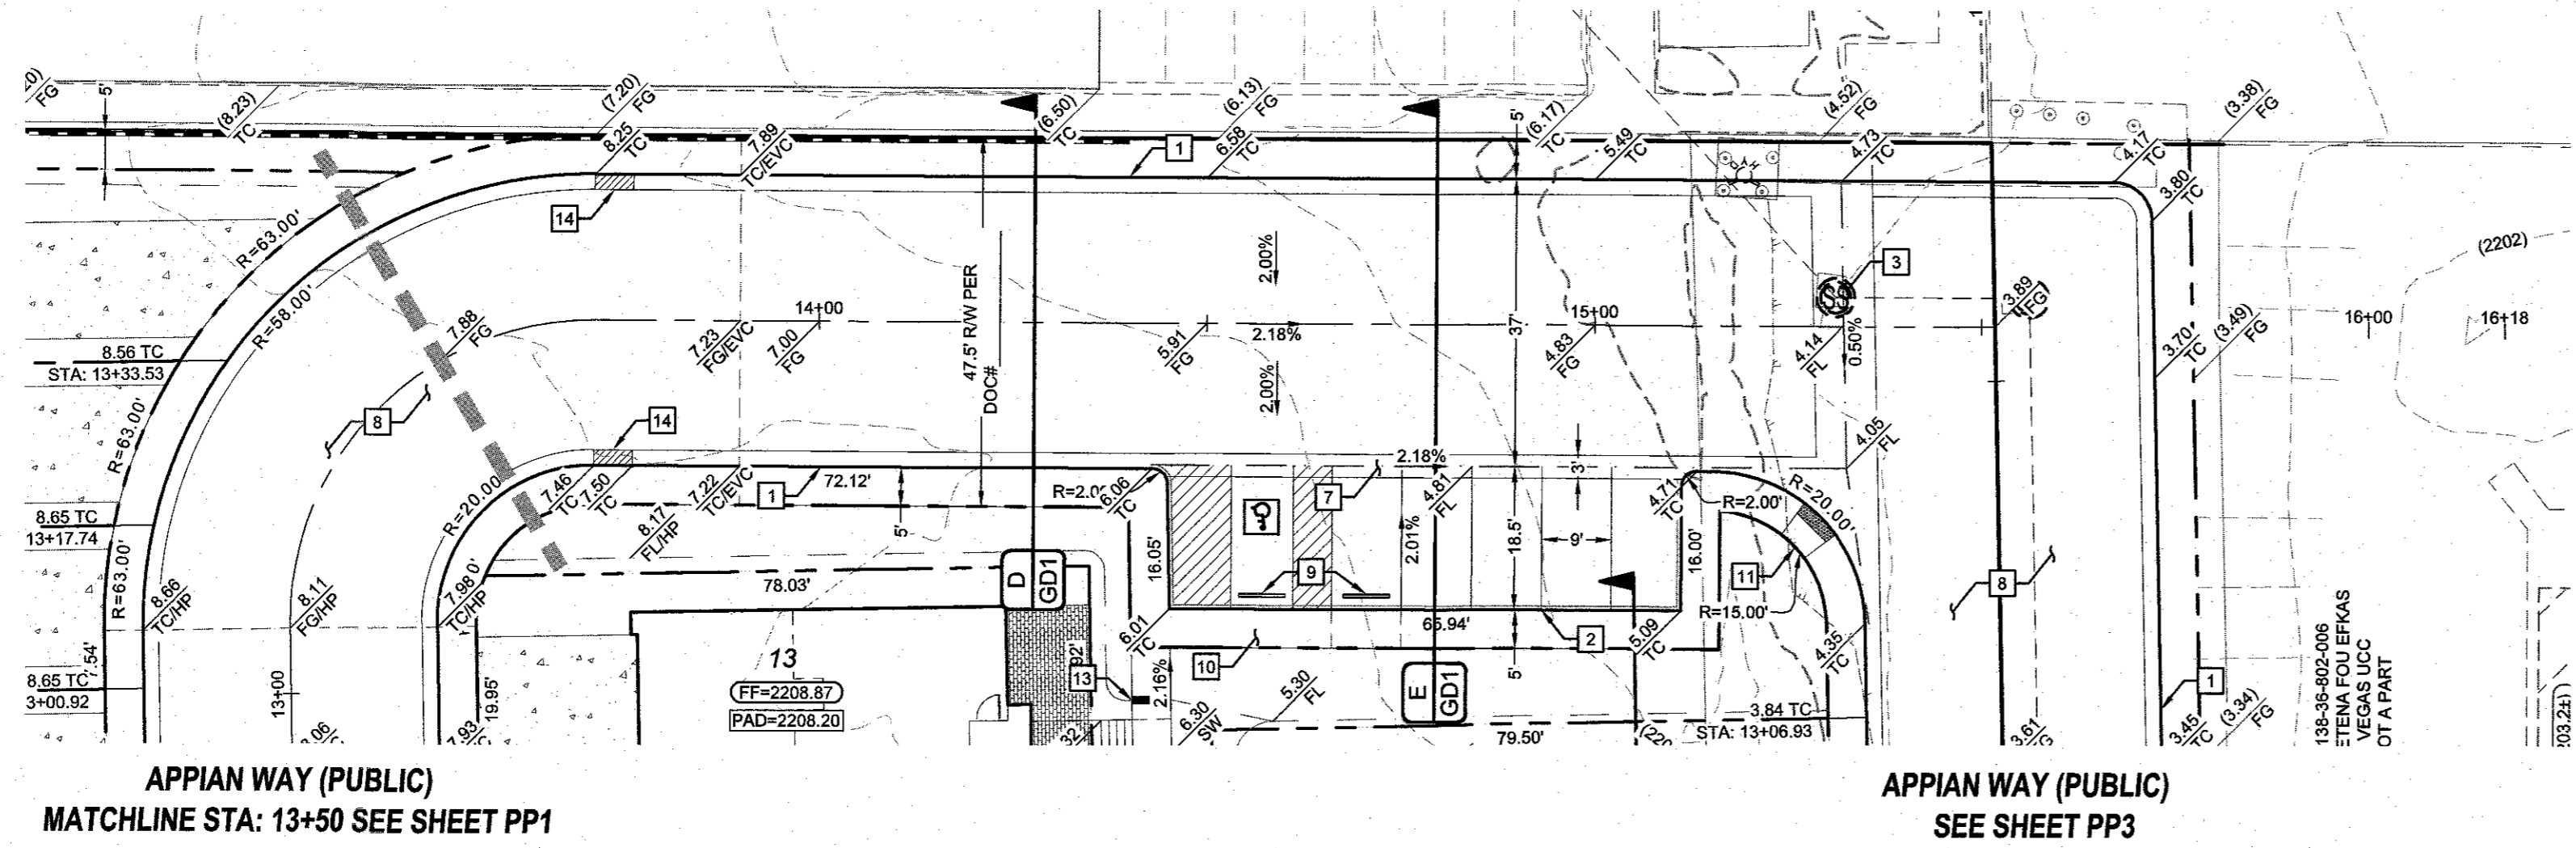 5'
FG
(8.23)
TC
(7.20)
FG
8.25
TC
7.89
TC/EVC
(6.50)
TC
1
(6.13)
FG
6.58
TC
5'
(6.17)
TC
5.49
TC
(4.52)
FG
4.73
TC
4.17
TC
3.80
TC
(3.38)
FG
14
R=63.00'
R=58.00'
47.5' R/W PER
DOC#
2.00%
2.00%
2.18%
37'
14+00
15+00
16+00
16+18
(2202)
3
SS
3.89
(FG)
7.88
FG
7.23
FG/EVC
7.00
FG
5.91
FG
4.83
FG
4.14
FL
0.50%
3.70
TC
(3.49)
FG
8.56 TC
STA: 13+33.53
R=63.00'
8
14
4.05
FL
2.18%
3'
7.46
TC
7.50
TC
7.22
TC/EVC
1
72.12'
5'
6.06
TC
7
4.81
FL
4.71
TC
R=2.00'
R=20.00'
R=20.00
8.17
FL/HP
8.65 TC
13+17.74
R=63.00'
8.66
TC/HP
8.11
FG/HP
7.98
TC/HP
78.03'
D
GD1
16.05'
9
2.01%
18.5'
9'
16.00'
11
R=15.00'
8
65.94'
2
5.09
TC
4.35
TC
6.01
TC
10
5'
13
FF=2208.87
PAD=2208.20
13
2.16%
6.30
SW
5.30
FL
E
GD1
79.50'
3.84 TC
STA: 13+06.93
8.65 TC
3+00.92
7.54'
13+00
19.95'
7.93
3.61
1
3.45
TC
(3.34)
FG
138-36-802-006
ETENA FOU EFKAS
VEGAS UCC
OT A PART
APPIAN WAY (PUBLIC)
MATCHLINE STA: 13+50 SEE SHEET PP1
APPIAN WAY (PUBLIC)
SEE SHEET PP3